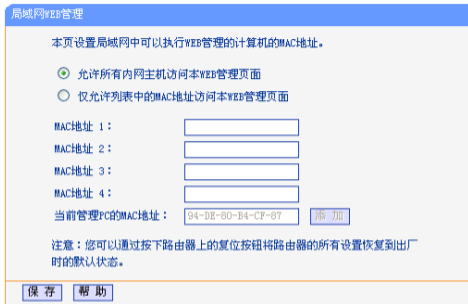 局域网WEB管理
本页设置局域网中可以执行WEB管理的计算机的MAC地址。
允许所有内网主机访问本WEB管理页面
仅允许列表中的MAC地址访问本WEB管理页面
MAC地址 1：
MAC地址 2：
MAC地址 3：
MAC地址 4：
当前管理PC的MAC地址： 94-DE-80-B4-CF-87 添 加
注意：您可以通过按下路由器上的复位按钮将路由器的所有设置恢复到出厂
时的默认状态。
保 存 帮 助